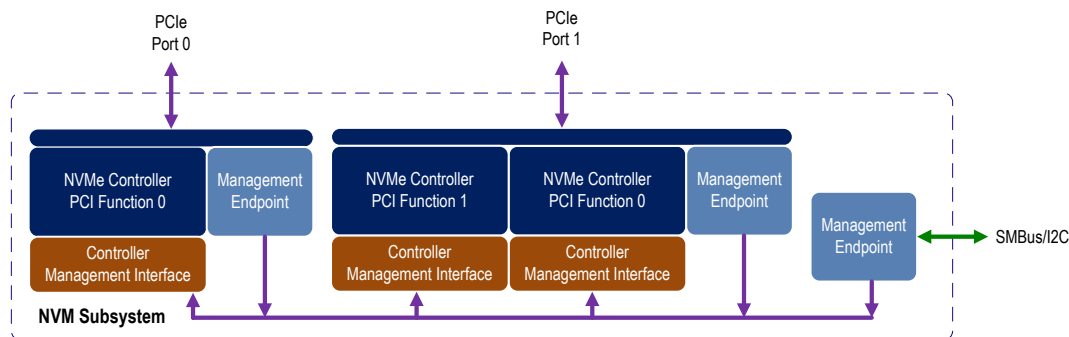 PCIe
Port 0
PCIe
Port 1
NVMe Controller
PCI Function 0
Management
Endpoint
NVMe Controller
PCI Function 1
NVMe Controller
PCI Function 0
Management
Endpoint
Management
Endpoint
SMBus/I2C
Controller
Management Interface
Controller
Management Interface
Controller
Management Interface
NVM Subsystem